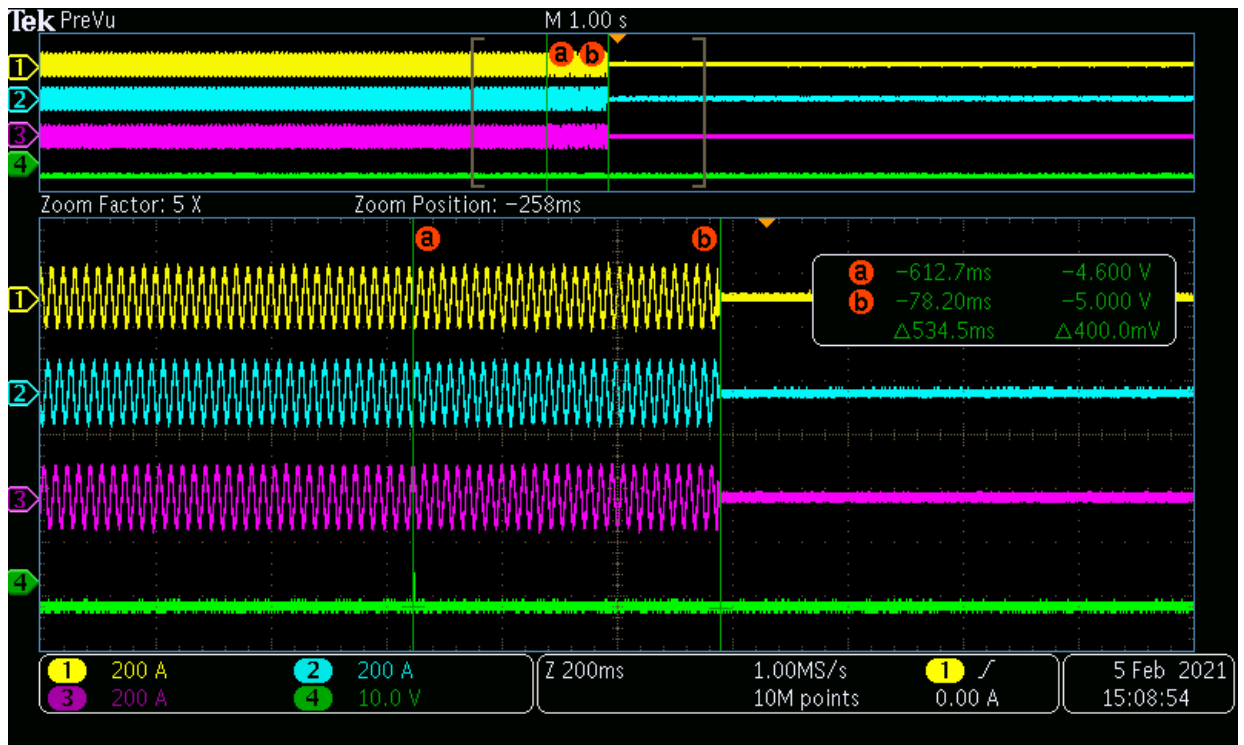 Tek PreVu M 1.00 s
a b
1
2
3
4
Zoom Factor: 5 X Zoom Position: −258ms
a b
a −612.7ms −4.600 V
b −78.20ms −5.000 V
△534.5ms △400.0mV
1
2
3
4
1 200 A 2 200 A Z 200ms 1.00MS/s 1 5 Feb 2021
3 200 A 4 10.0 V 10M points 0.00 A 15:08:54